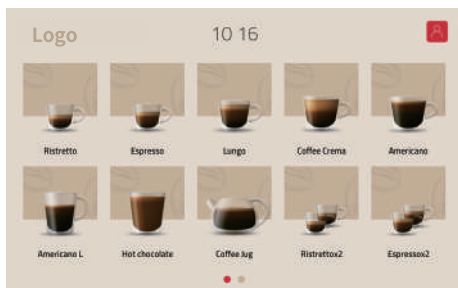 Logo
10 16
Ristretto
Espresso
Lungo
Coffee Crema
Americano
Americano L
Hot chocolate
Coffee Jug
Ristrettox2
Espressox2